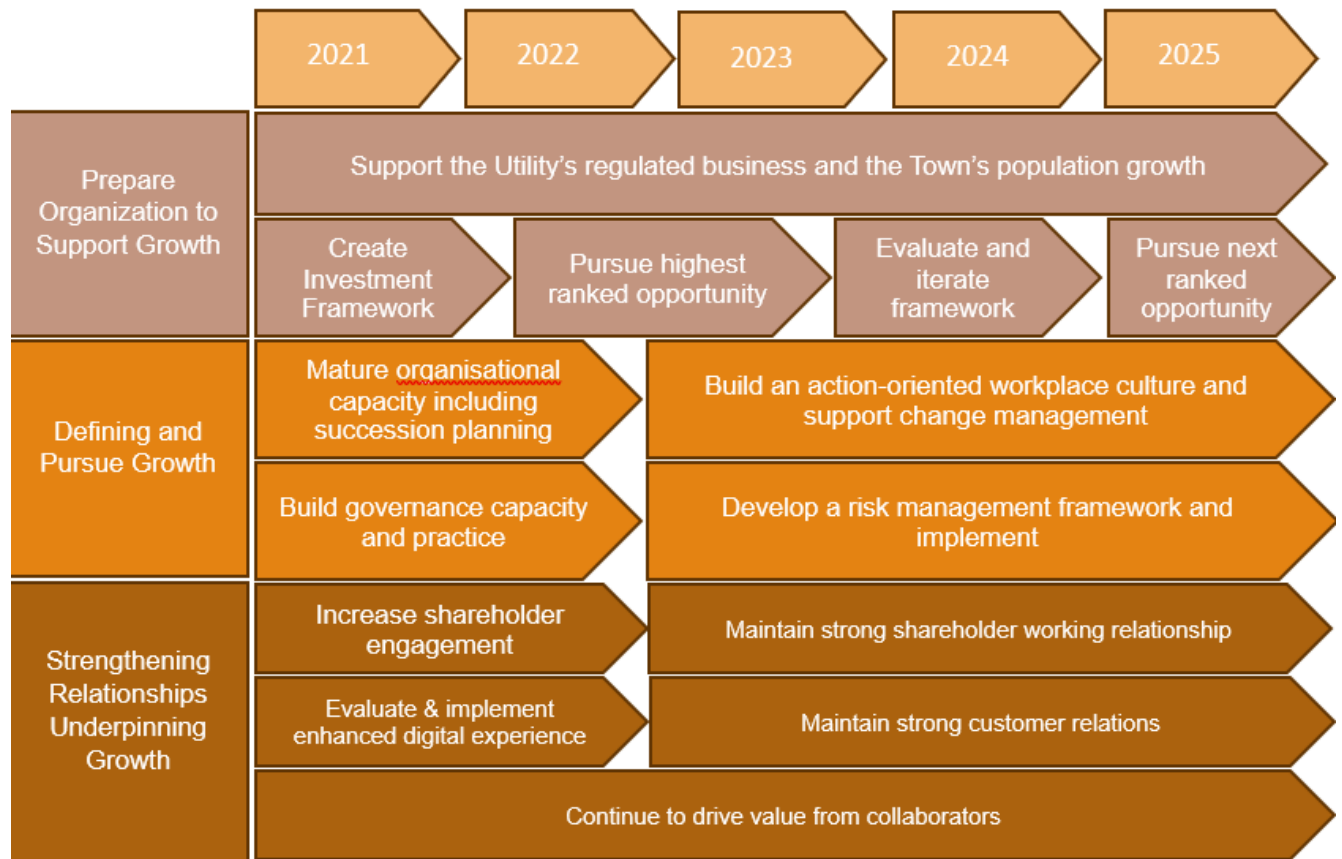 2021
2022
2023
2024
2025
Prepare
Organization to
Support Growth
Support the Utility’s regulated business and the Town’s population growth
Create
Investment
Framework
Pursue highest
ranked opportunity
Evaluate and
iterate
framework
Pursue next
ranked
opportunity
Defining and
Pursue Growth
Mature organisational
capacity including
succession planning
Build an action-oriented workplace culture and
support change management
Build governance capacity
and practice
Develop a risk management framework and
implement
Strengthening
Relationships
Underpinning
Growth
Increase shareholder
engagement
Maintain strong shareholder working relationship
Evaluate & implement
enhanced digital experience
Maintain strong customer relations
Continue to drive value from collaborators